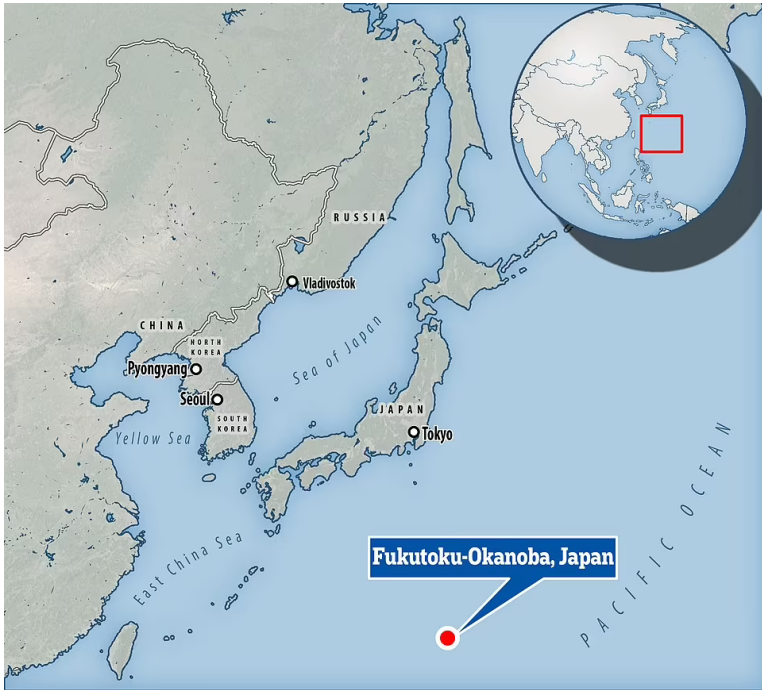 RUSSIA
Vladivostok
CHINA
NORTH
KOREA
Pyongyang
Sea of Japan
Seoul
SOUTH
KOREA
JAPAN
Tokyo
Yellow Sea
East China Sea
Fukutoku-Okanoba, Japan
PACIFIC OCEAN